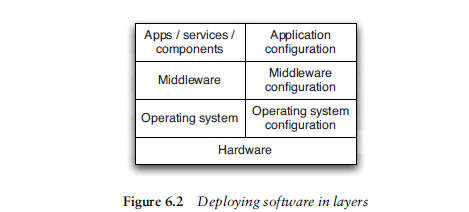 Apps / services /
components
Application
configuration
Middleware
Middleware
configuration
Operating system
Operating system
configuration
Hardware
Figure 6.2 Deploying software in layers